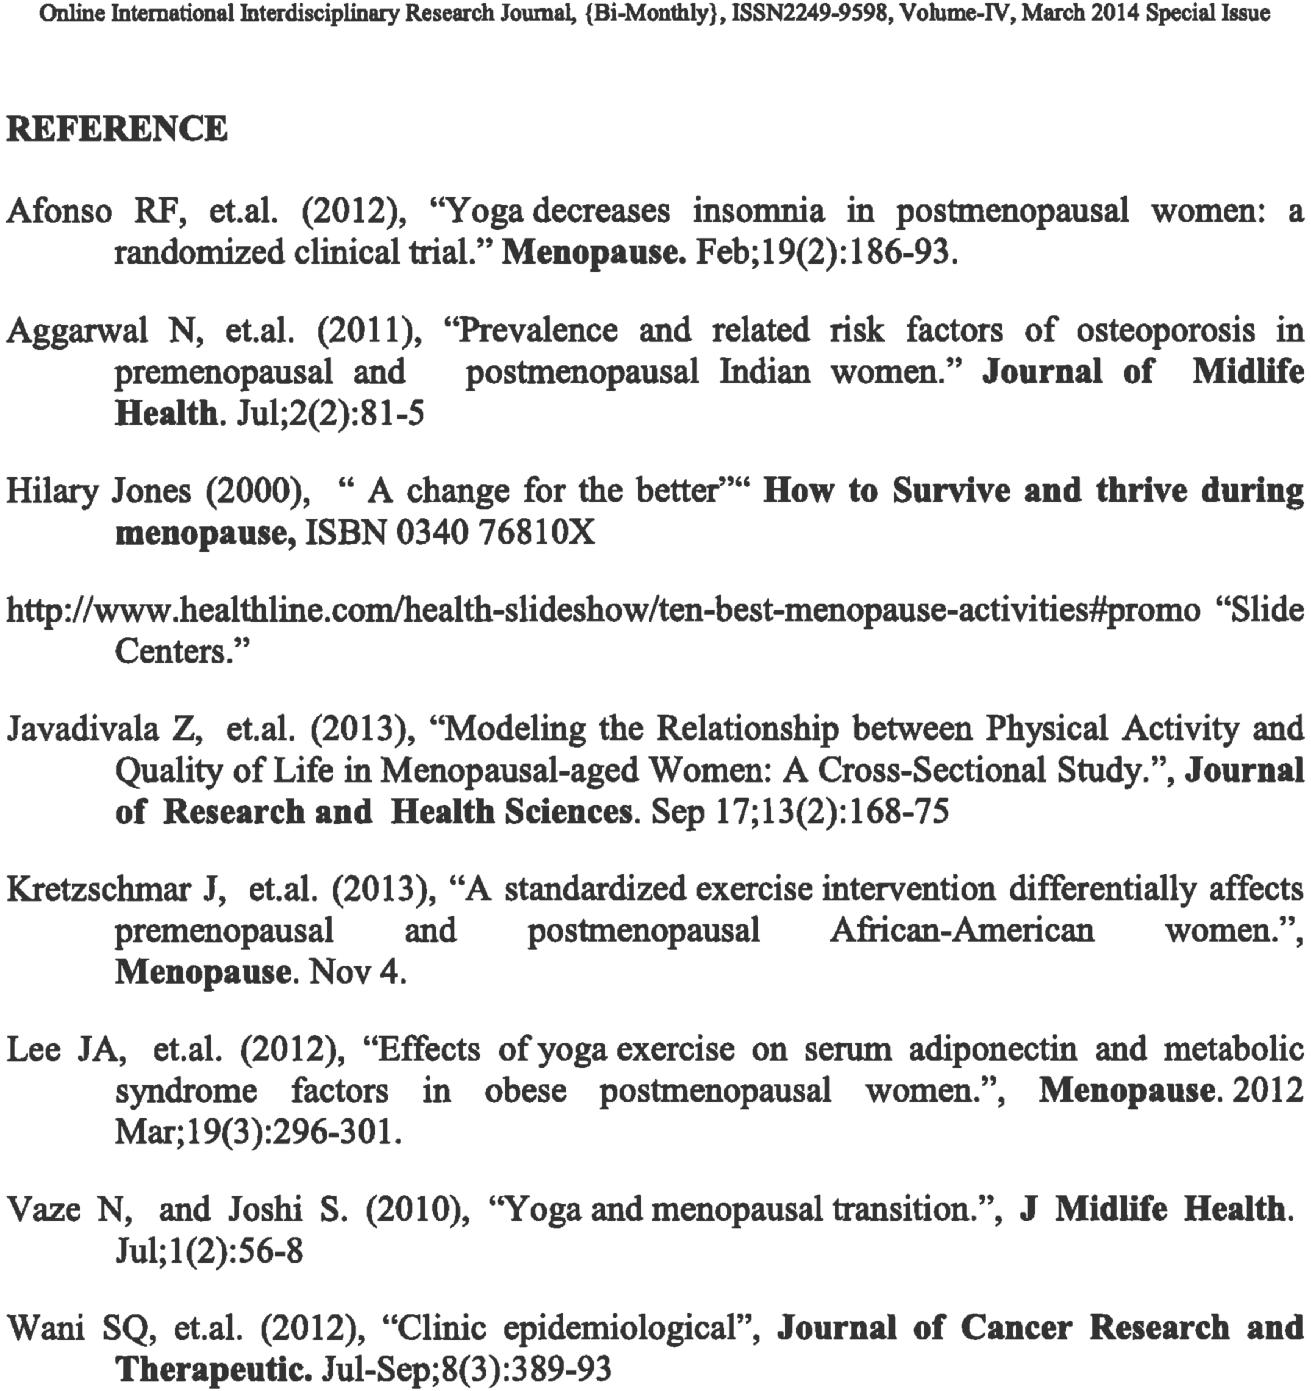 Online International Interdisciplinary Research Journal, {Bi-Monthly}, ISSN2249-9598, Volume-IV, March 2014 Special Issue
REFERENCE
Afonso RF, et.al. (2012), “Yoga decreases insomnia in postmenopausal women: a
randomized clinical trial.” Menopause. Feb;19(2):186-93.
Aggarwal N, et.al. (2011), “Prevalence and related risk factors of osteoporosis in
premenopausal and postmenopausal Indian women.” Journal of Midlife
Health. Jul;2(2):81-5
Hilary Jones (2000), “ A change for the better”“ How to Survive and thrive during
menopause, ISBN 0340 76810X
http://www.healthline.com/health-slideshow/ten-best-menopause-activities#promo “Slide
Centers.”
Javadivala Z, et.al. (2013), “Modeling the Relationship between Physical Activity and
Quality of Life in Menopausal-aged Women: A Cross-Sectional Study.”, Journal
of Research and Health Sciences. Sep 17;13(2):168-75
Kretzschmar J, et.al. (2013), “A standardized exercise intervention differentially affects
premenopausal and postmenopausal African-American women.”,
Menopause. Nov 4.
Lee JA, et.al. (2012), “Effects of yoga exercise on serum adiponectin and metabolic
syndrome factors in obese postmenopausal women.”, Menopause. 2012
Mar;19(3):296-301.
Vaze N, and Joshi S. (2010), “Yoga and menopausal transition.”, J Midlife Health.
Jul;1(2):56-8
Wani SQ, et.al. (2012), “Clinic epidemiological”, Journal of Cancer Research and
Therapeutic. Jul-Sep;8(3):389-93